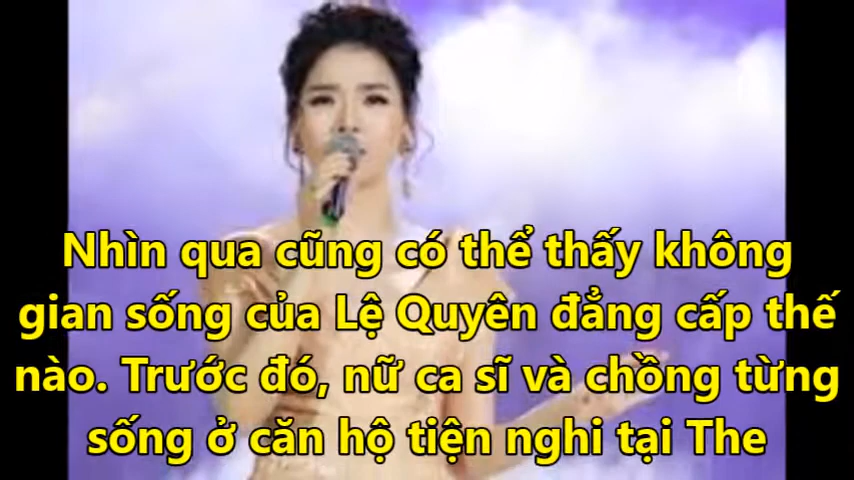 Nhìn qua cũng có thể thấy không
gian sống của Lệ Quyên đẳng cấp thế
nào. Trước đó, nữ ca sĩ và chồng từng
sống ở căn hộ tiện nghi tại The